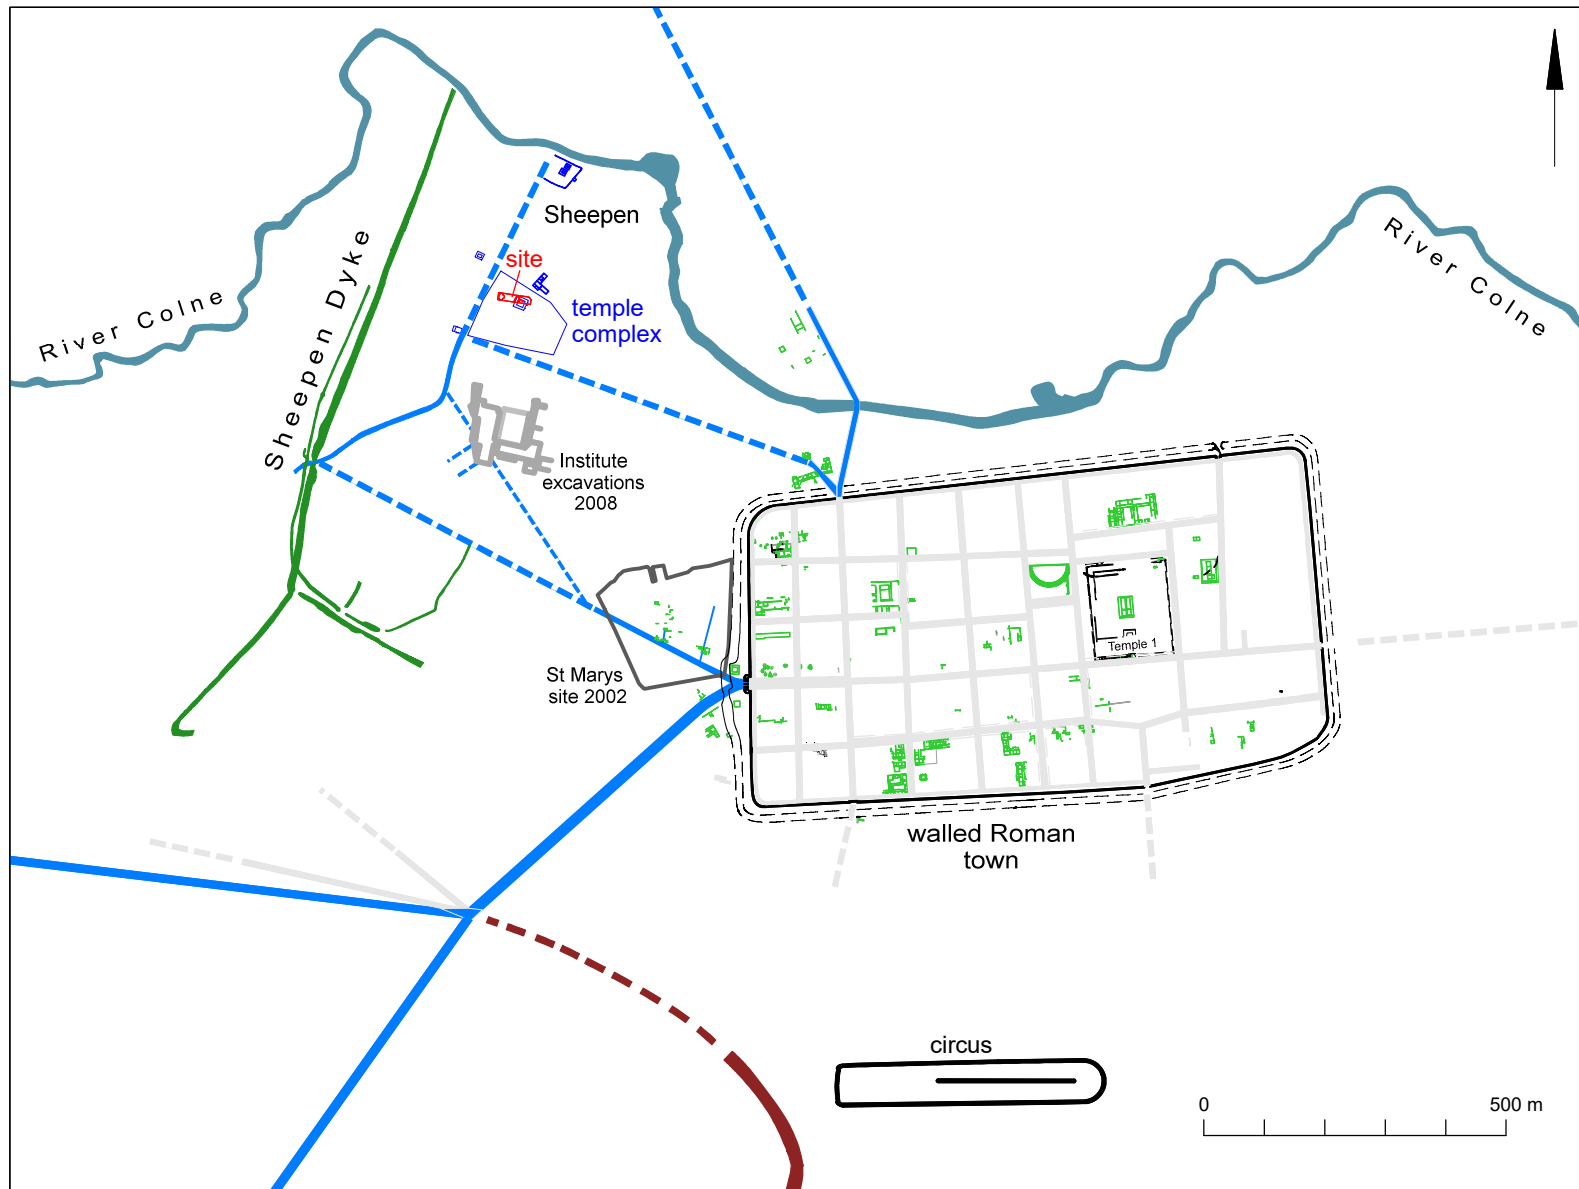 Sheepen
site
temple
complex
River Colne
River Colne
Sheepen Dyke
Institute
excavations
2008
St Marys
site 2002
Temple 1
walled Roman
town
circus
0 500 m